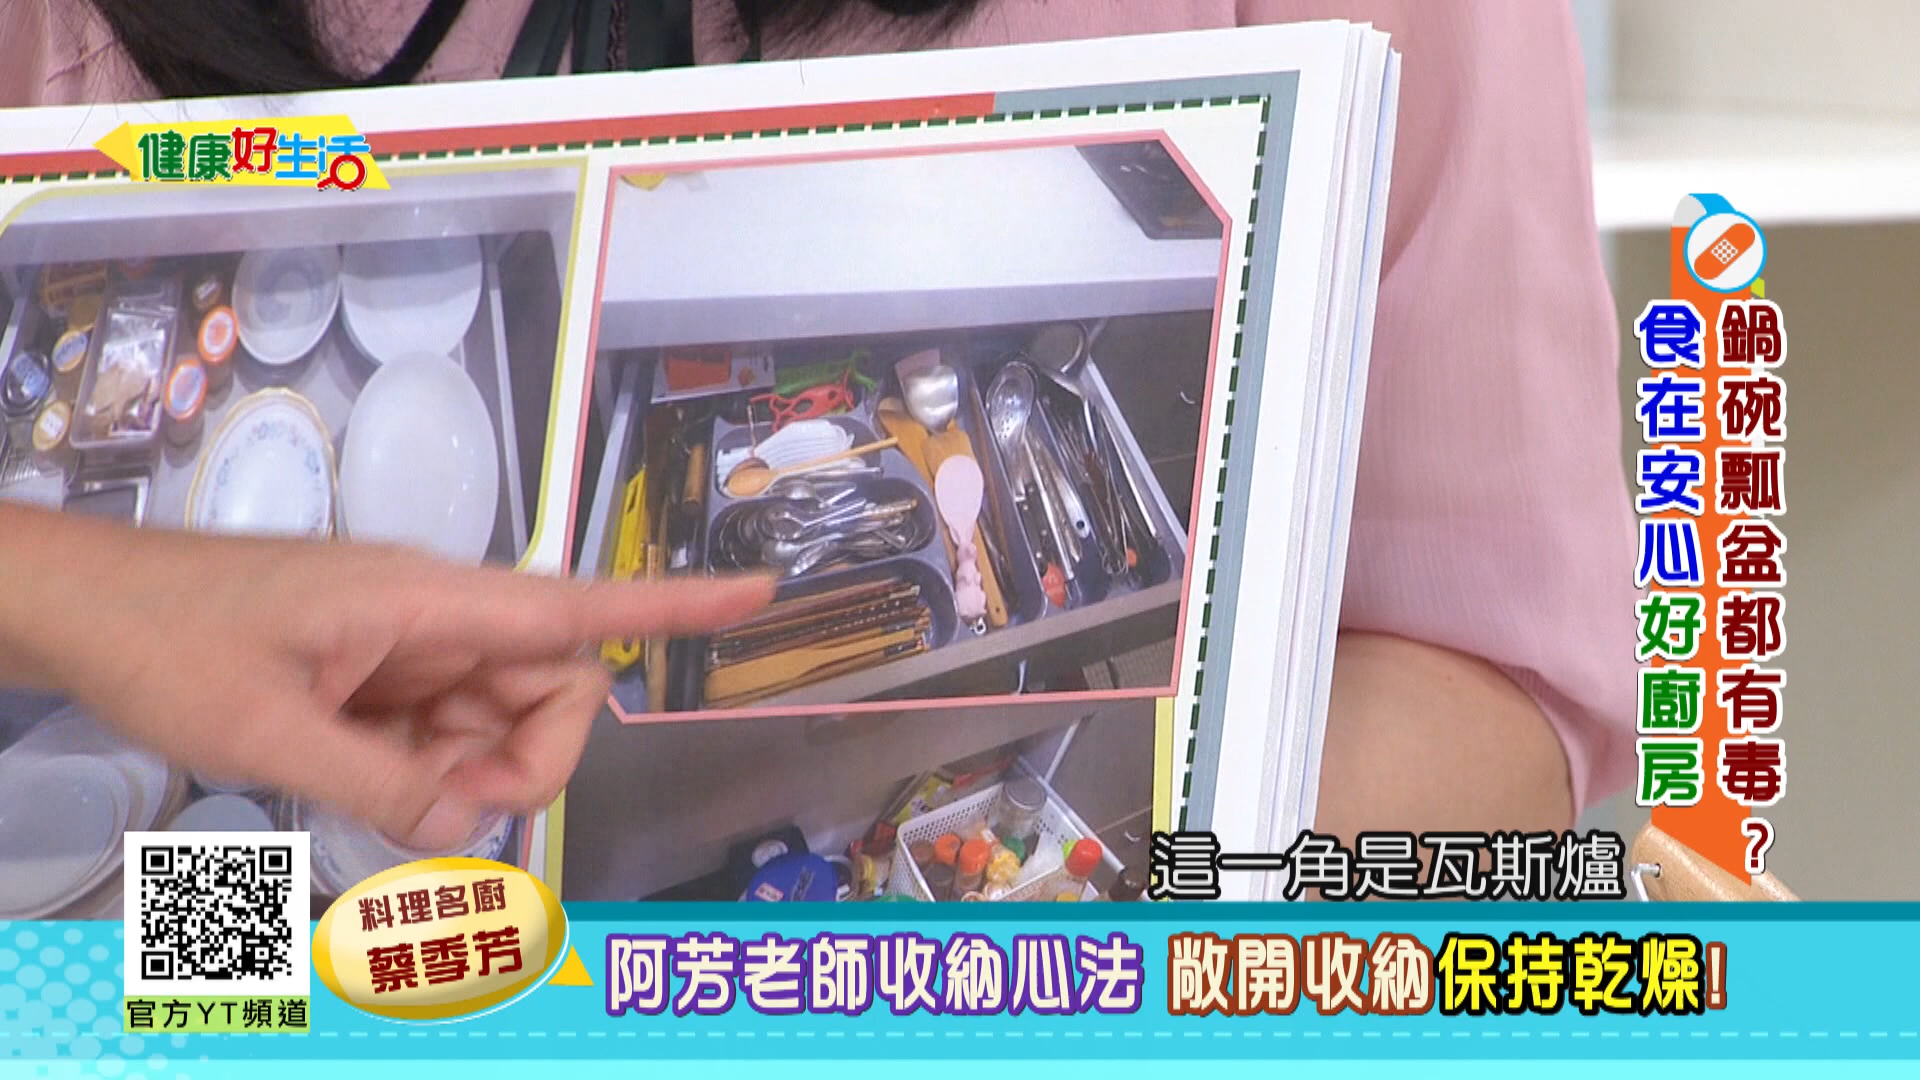 健康好生活
鍋碗瓢盆都有毒?
食在安心好廚房
這一角是瓦斯爐
料理名廚
蔡季芳
阿芳老師收納心法 敞開收納保持乾燥!
官方YT頻道